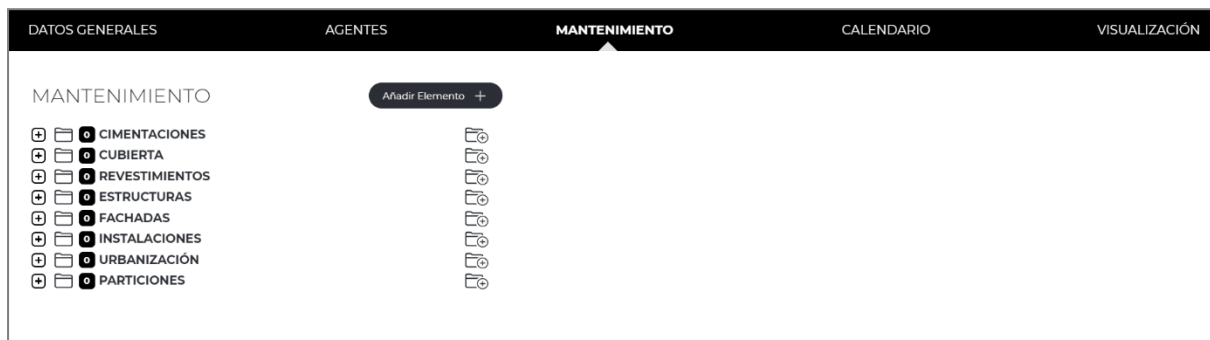 DATOS GENERALES AGENTES MANTENIMIENTO CALENDARIO VISUALIZACIÓN
MANTENIMIENTO Añadir Elemento +
0 CIMENTACIONES
0 CUBIERTA
0 REVESTIMIENTOS
0 ESTRUCTURAS
0 FACHADAS
0 INSTALACIONES
0 URBANIZACIÓN
0 PARTICIONES